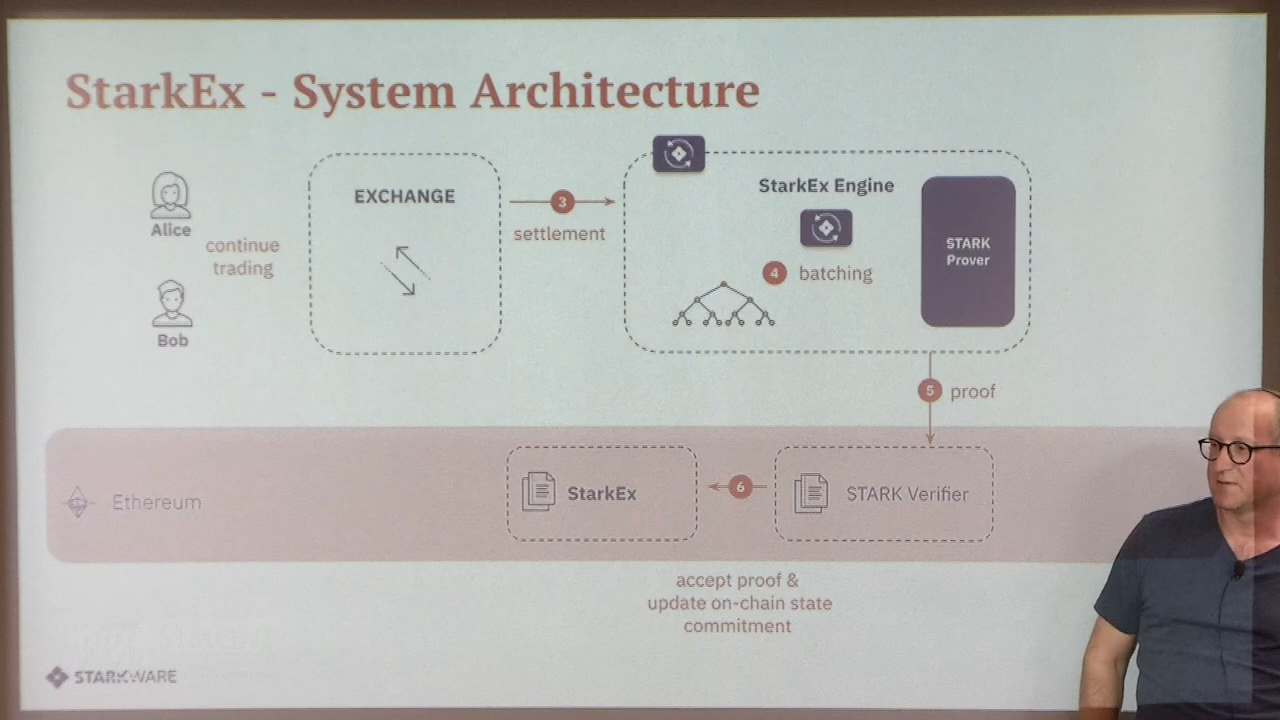 StarkEx - System Architecture
Alice
continue
trading
Bob
EXCHANGE
3
settlement
StarkEx Engine
4 batching
STARK
Prover
5 proof
Ethereum
StarkEx
6
STARK Verifier
accept proof &
update on-chain state
commitment
STARKWARE